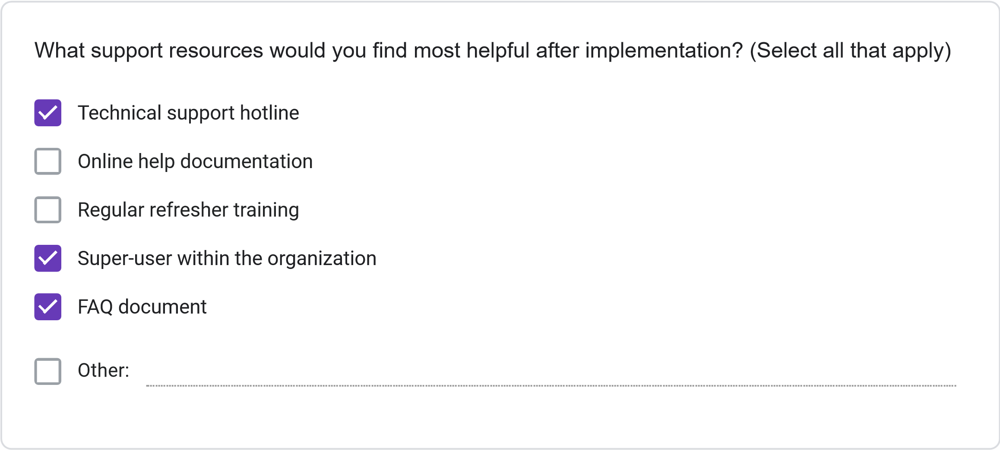 What support resources would you find most helpful after implementation? (Select all that apply)
Technical support hotline
Online help documentation
Regular refresher training
Super-user within the organization
FAQ document
Other: